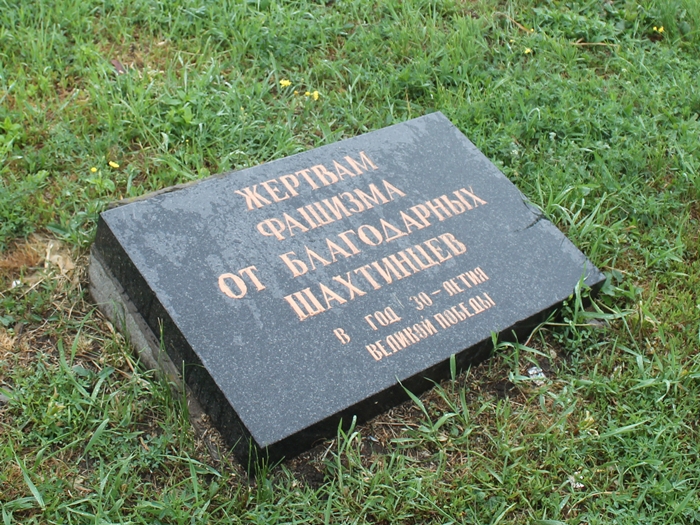 ЖЕРТВАМ
ФАШИЗМА
ОТ БЛАГОДАРНЫХ
ШАХТИНЦЕВ
В ГОД 30-ЛЕТИЯ
ВЕЛИКОЙ ПОБЕДЫ